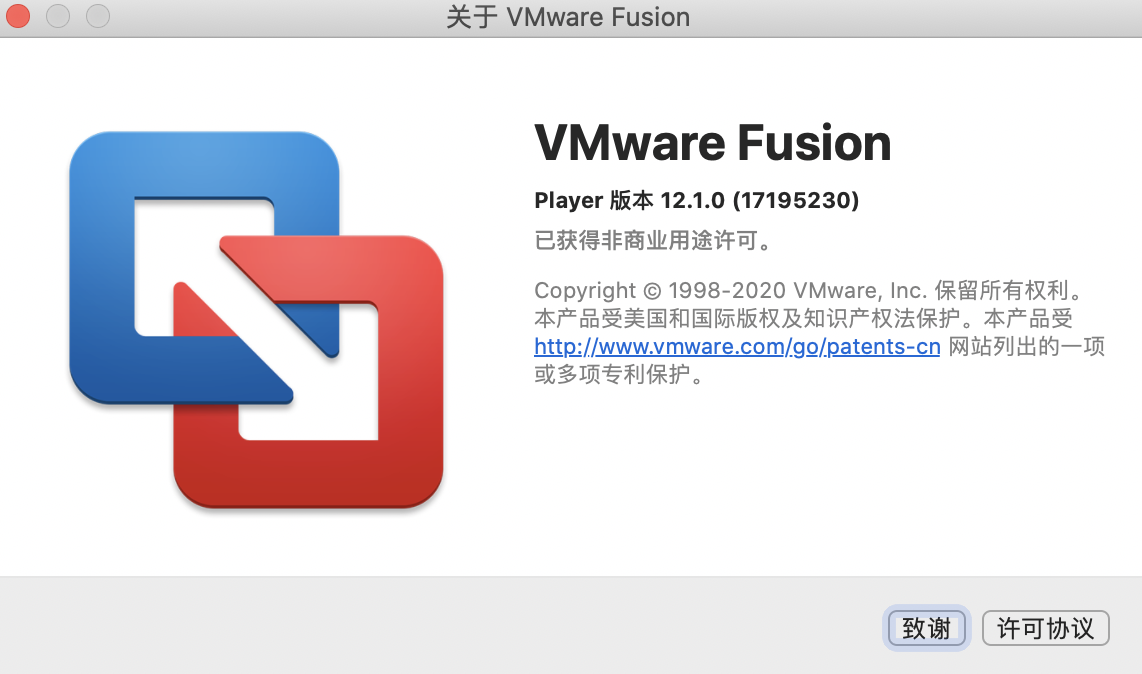 关于 VMware Fusion
VMware Fusion
Player 版本 12.1.0 (17195230)
已获得非商业用途许可。
Copyright © 1998-2020 VMware, Inc. 保留所有权利。
本产品受美国和国际版权及知识产权法保护。本产品受
http://www.vmware.com/go/patents-cn 网站列出的一项
或多项专利保护。
致谢
许可协议